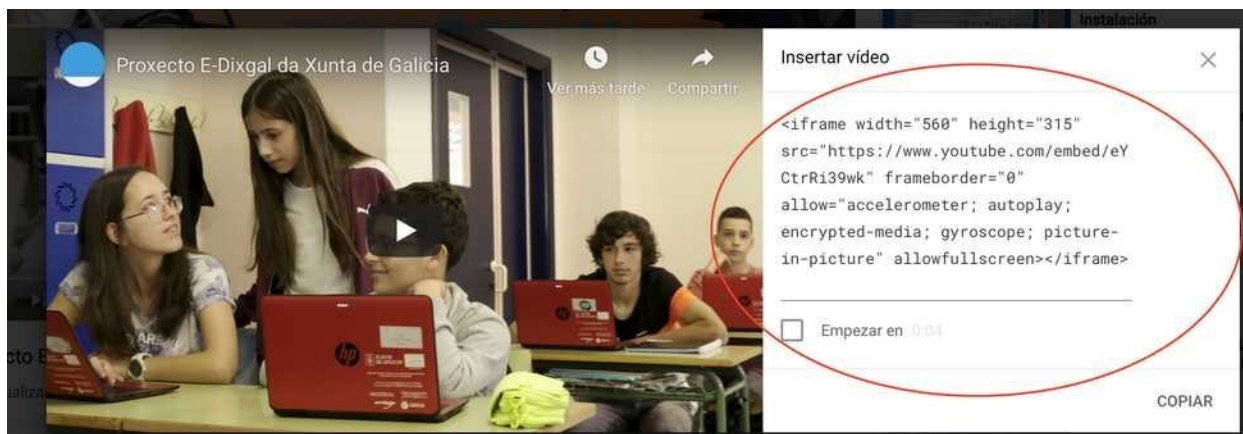 Instalación
Proxecto E-Dixgal da Xunta de Galicia
Ver más tarde
Compartir
hp
Insertar vídeo
<iframe width="560" height="315"
src="https://www.youtube.com/embed/eY
CtrRi39wk" frameborder="0"
allow="accelerometer; autoplay;
encrypted-media; gyroscope; picture-
in-picture" allowfullscreen></iframe>
Empezar en 0:04
COPIAR